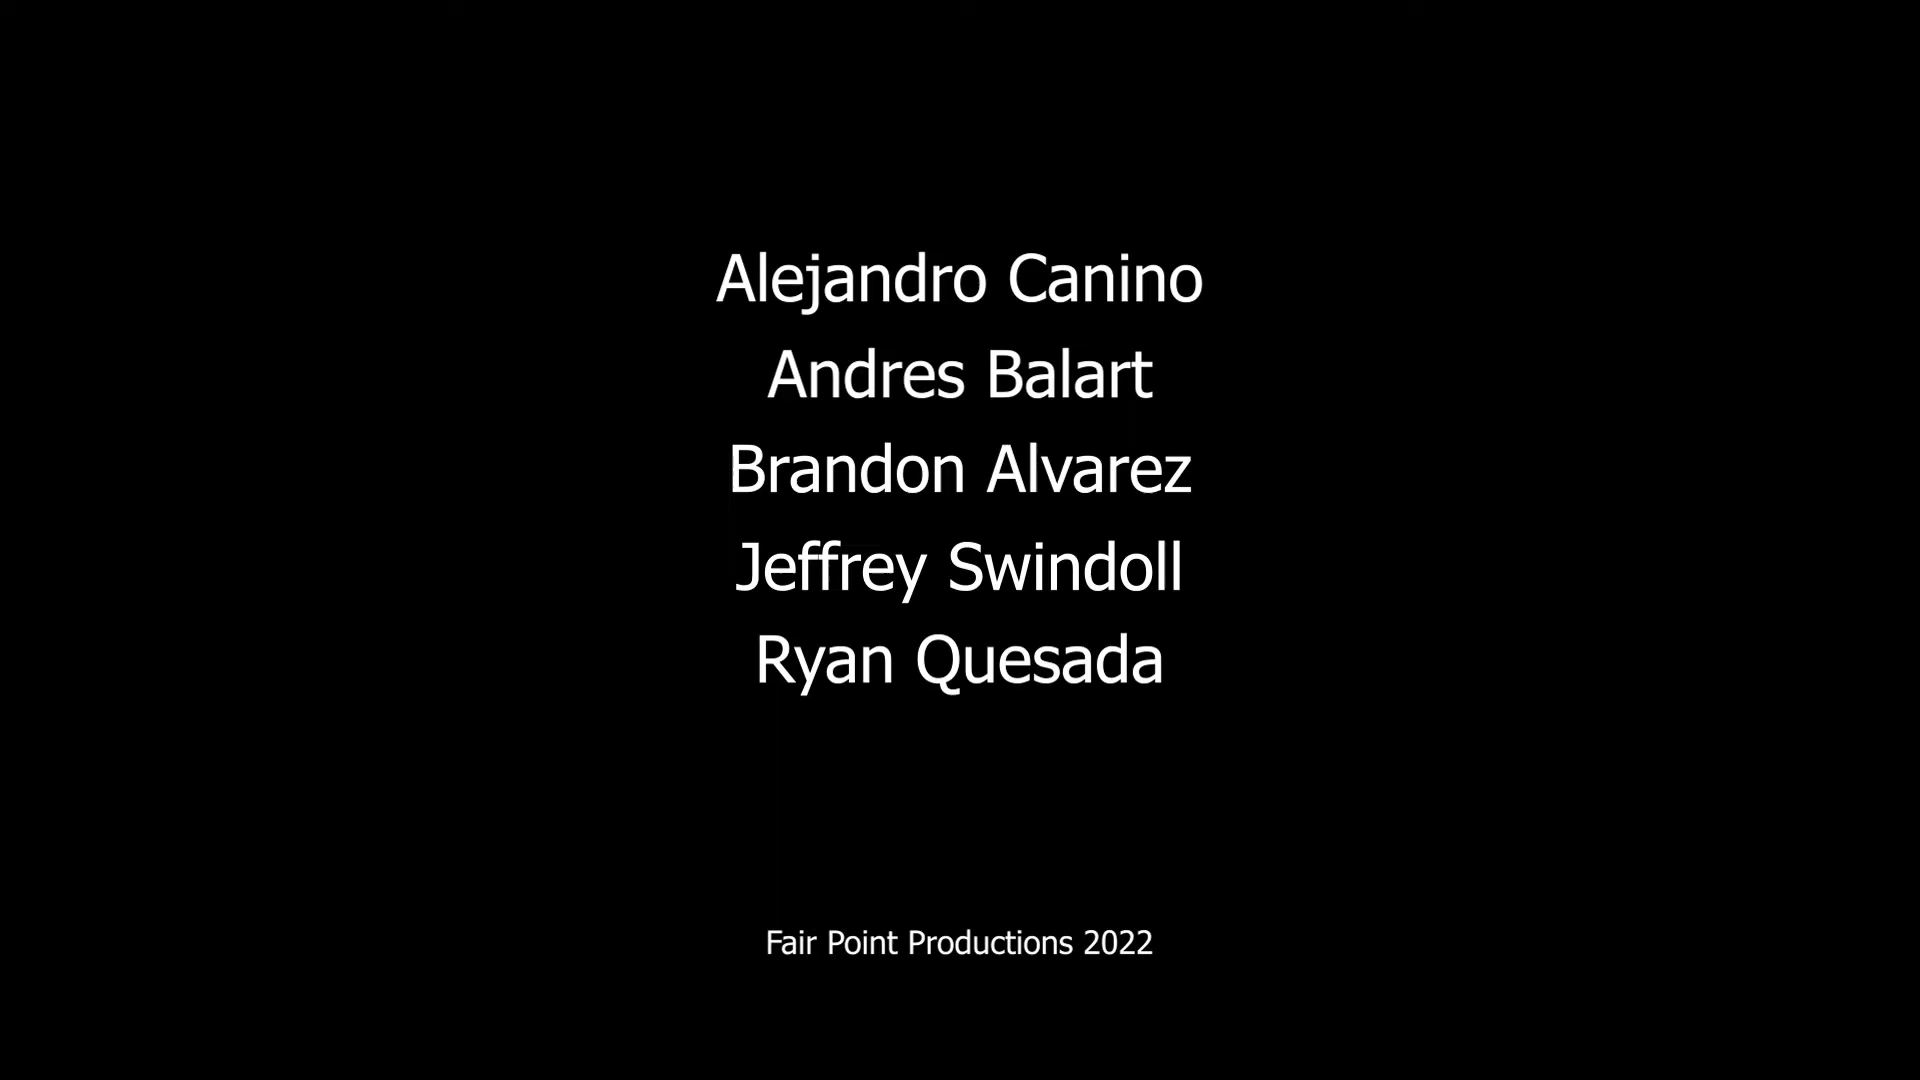 Alejandro Canino
Andres Balart
Brandon Alvarez
Jeffrey Swindoll
Ryan Quesada
Fair Point Productions 2022